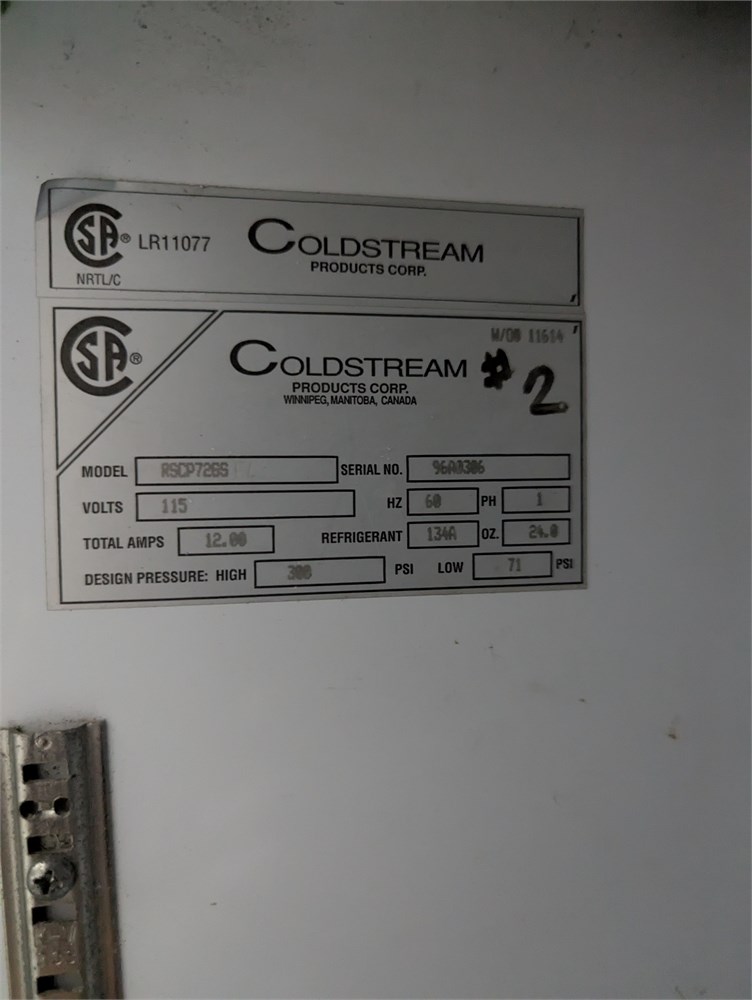 CSA ® LR11077 COLDSTREAM
NRTL/C PRODUCTS CORP.
CSA ® W/O# 11614
COLDSTREAM # 2
PRODUCTS CORP.
WINNIPEG, MANITOBA, CANADA
MODEL RSCP72GS SERIAL NO. 96A0306
VOLTS 115 HZ 60 PH 1
TOTAL AMPS 12.00 REFRIGERANT 134A OZ. 24.0
DESIGN PRESSURE: HIGH 300 PSI LOW 71 PSI